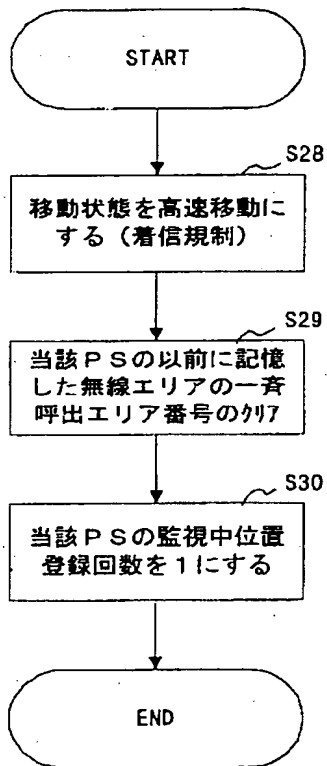 START
S28
移動状態を高速移動に
する（着信規制）
S29
当該ＰＳの以前に記憶
した無線エリアの一斉
呼出エリア番号のｸﾘｱ
S30
当該ＰＳの監視中位置
登録回数を１にする
END